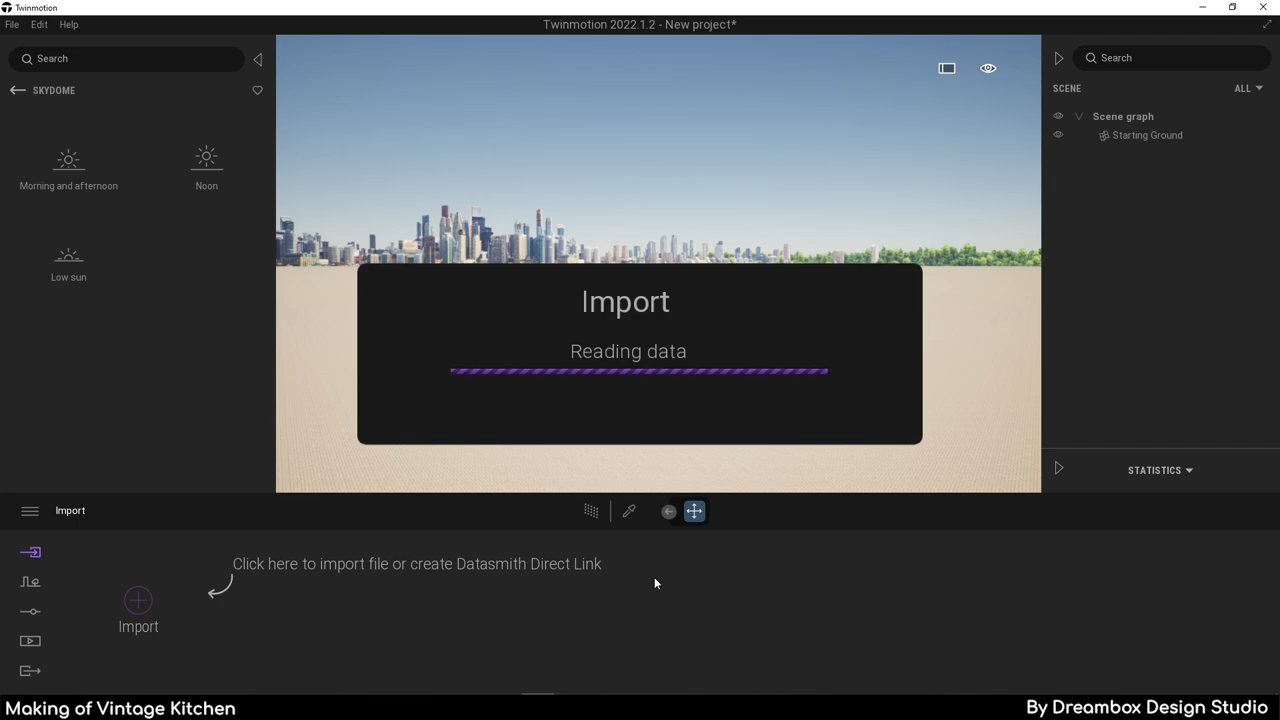 Twinmotion
File Edit Help
Twinmotion 2022.1.2 - New project*
Search
SKYDOME
Morning and afternoon
Noon
Low sun
Import
Reading data
Search
SCENE
ALL
Scene graph
Starting Ground
STATISTICS
Import
Click here to import file or create Datasmith Direct Link
Import
Making of Vintage Kitchen
By Dreambox Design Studio